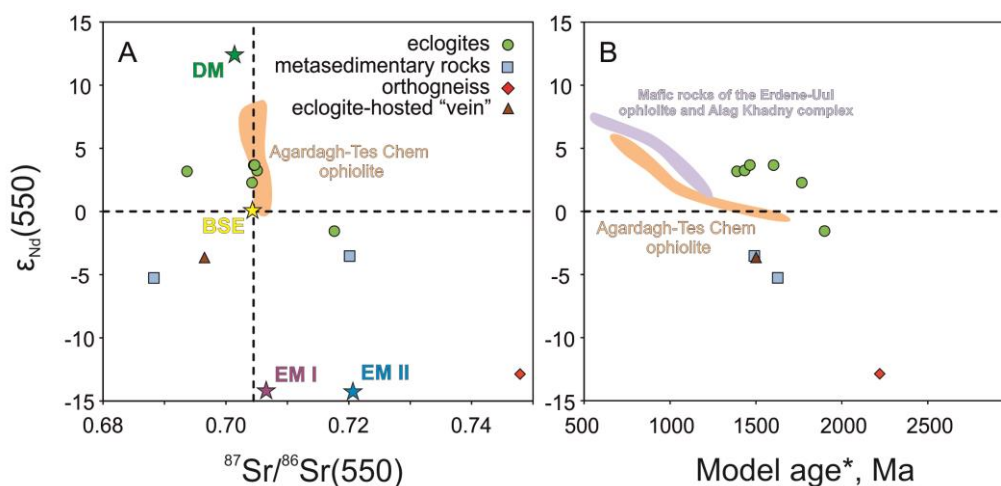 A
DM
eclogites
metasedimentary rocks
orthogneiss
eclogite-hosted “vein”
Agardagh-Tes Chem
ophiolite
BSE
EM I
EM II
15
10
5
0
-5
-10
-15
εNd(550)
0.68
0.70
0.72
0.74
⁸⁷Sr/⁸⁶Sr(550)
B
Mafic rocks of the Erdene-Uul
ophiolite and Alag Khadny complex
Agardagh-Tes Chem
ophiolite
15
10
5
0
-5
-10
-15
500
1000
1500
2000
2500
Model age*, Ma